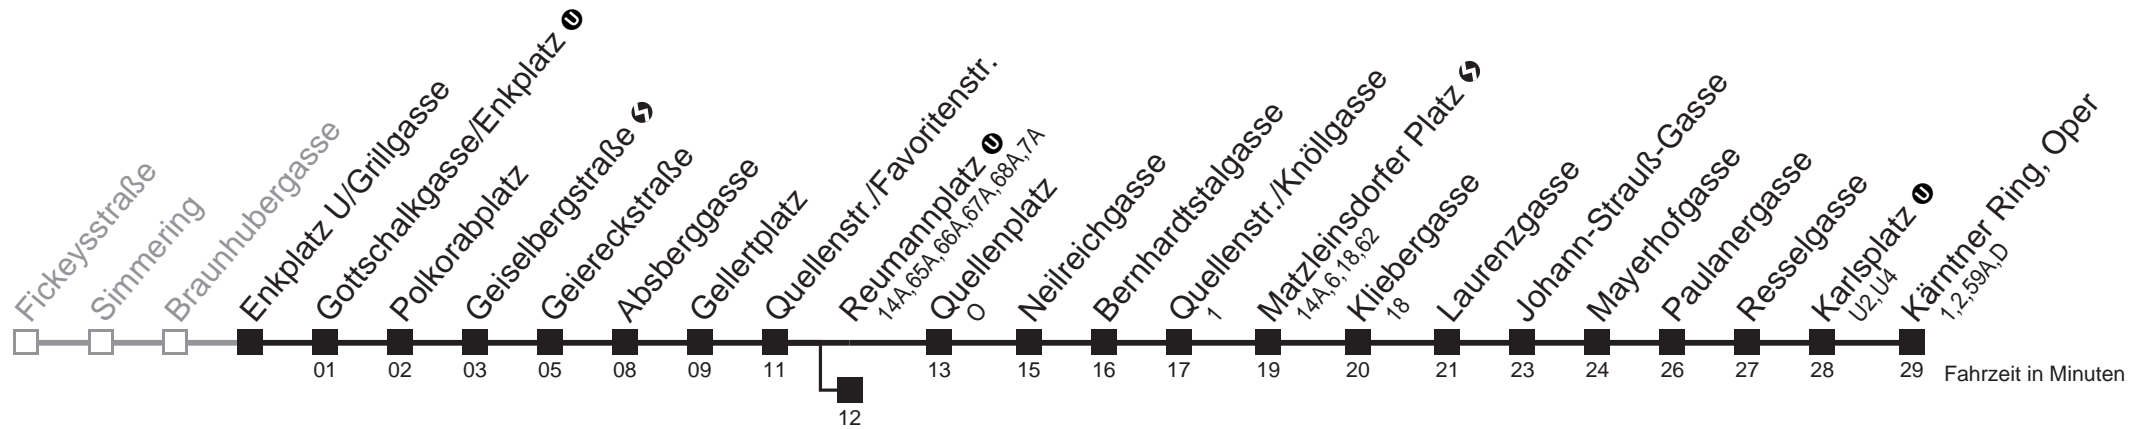 Fickeysstraße
Simmering
Braunhubergasse
Enkplatz U/Grillgasse
Gottschalkgasse/Enkplatz U
01
Polkorabplatz
02
Geiselbergstraße
03
Geiereckstraße
05
Absberggasse
08
Gellertplatz
09
Quellenstr./Favoritenstr.
11
Reumannplatz U
14A,65A,66A,67A,68A,7A
12
Quellenplatz
O
13
Neilreichgasse
15
Bernhardtstalgasse
16
Quellenstr./Knöllgasse
1
17
Matzleinsdorfer Platz
14A,6,18,62
19
Kliebergasse
18
20
Laurenzgasse
21
Johann-Strauß-Gasse
23
Mayerhofgasse
24
Paulanergasse
26
Resselgasse
27
Karlsplatz U
U2,U4
28
Kärntner Ring, Oper
1,2,59A,D
29
Fahrzeit in Minuten